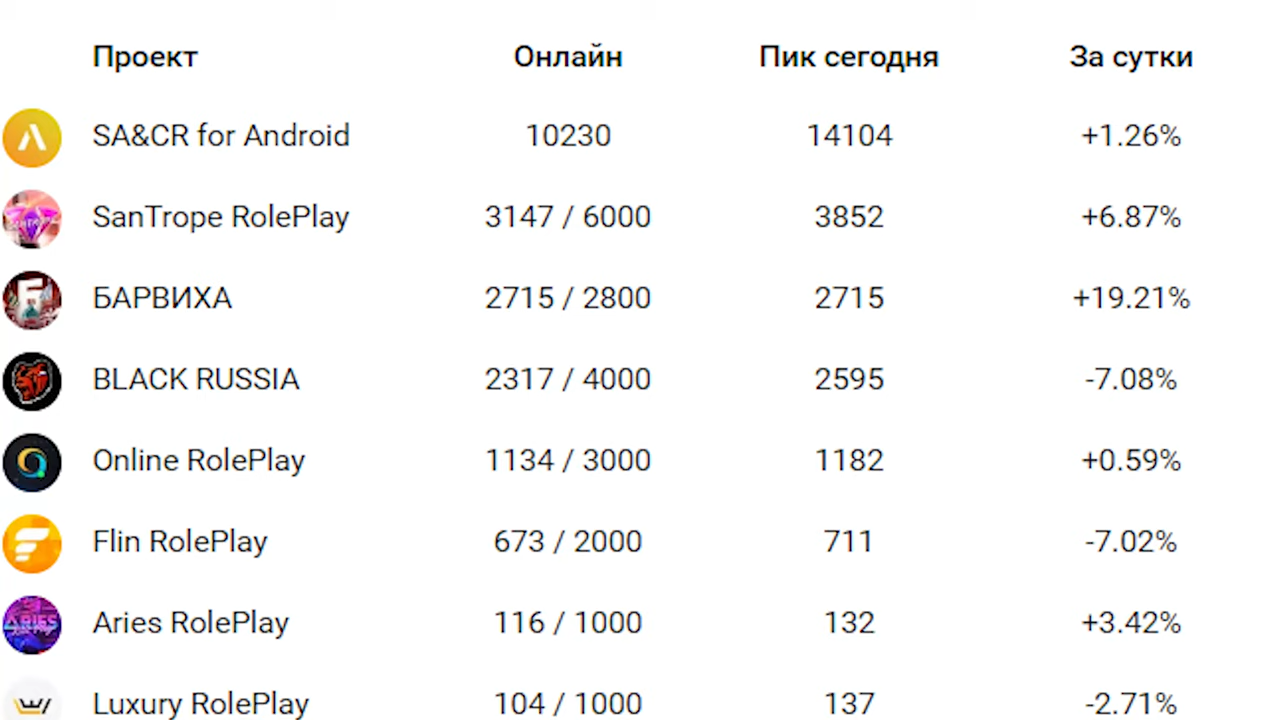 Проект Онлайн Пик сегодня За сутки
SA&CR for Android 10230 14104 +1.26%
SanTrope RolePlay 3147 / 6000 3852 +6.87%
БАРВИХА 2715 / 2800 2715 +19.21%
BLACK RUSSIA 2317 / 4000 2595 -7.08%
Online RolePlay 1134 / 3000 1182 +0.59%
Flin RolePlay 673 / 2000 711 -7.02%
Aries RolePlay 116 / 1000 132 +3.42%
Luxury RolePlay 104 / 1000 137 -2.71%